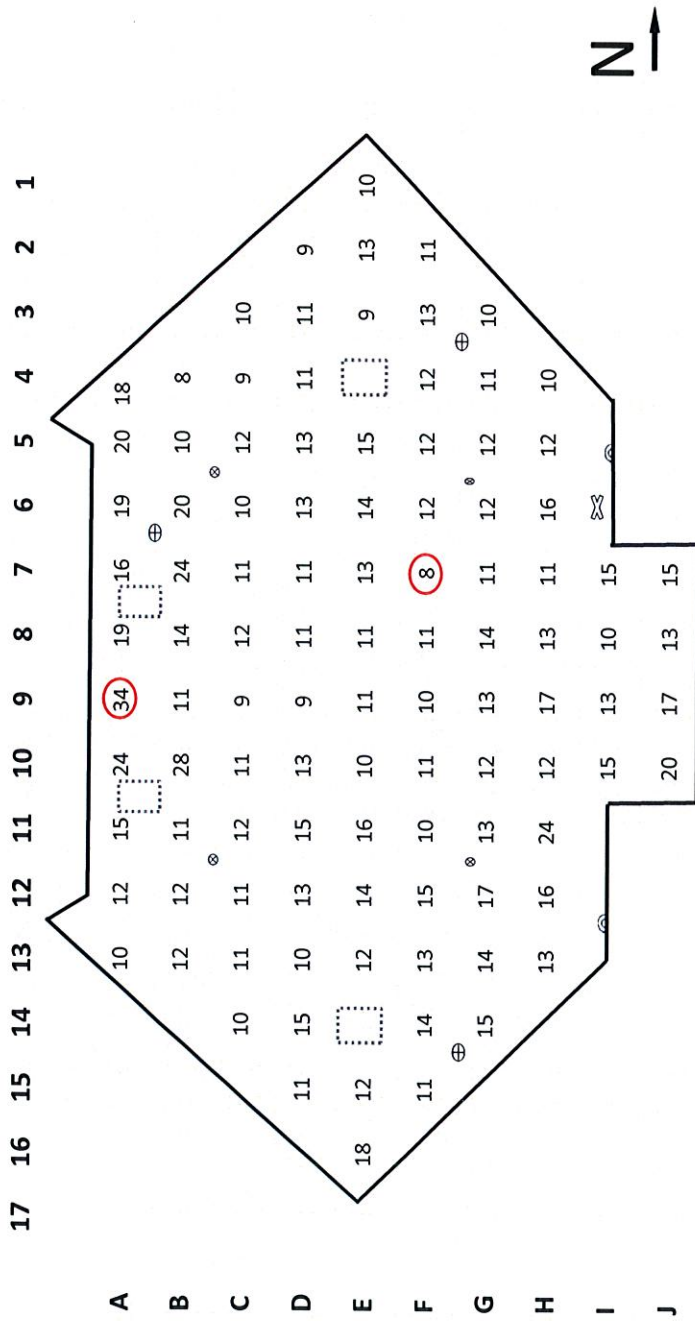 17 16 15 14 13 12 11 10 9 8 7 6 5 4 3 2 1
A 10 12 15 24 34 19 16 19 20 18
B 12 12 11 28 11 14 24 20 10 8
C 10 11 11 12 11 9 12 11 10 12 9 10
D 11 15 10 13 15 13 9 11 11 13 13 11 11 9
E 18 12 12 14 16 10 11 11 13 14 15 9 13 10
F 11 14 13 15 10 11 10 11 8 12 12 12 13 11
G 15 14 17 13 12 13 14 11 12 12 11 10
H 13 16 24 12 17 13 11 16 12 10
I 15 13 10 15
J 20 17 13 15
N